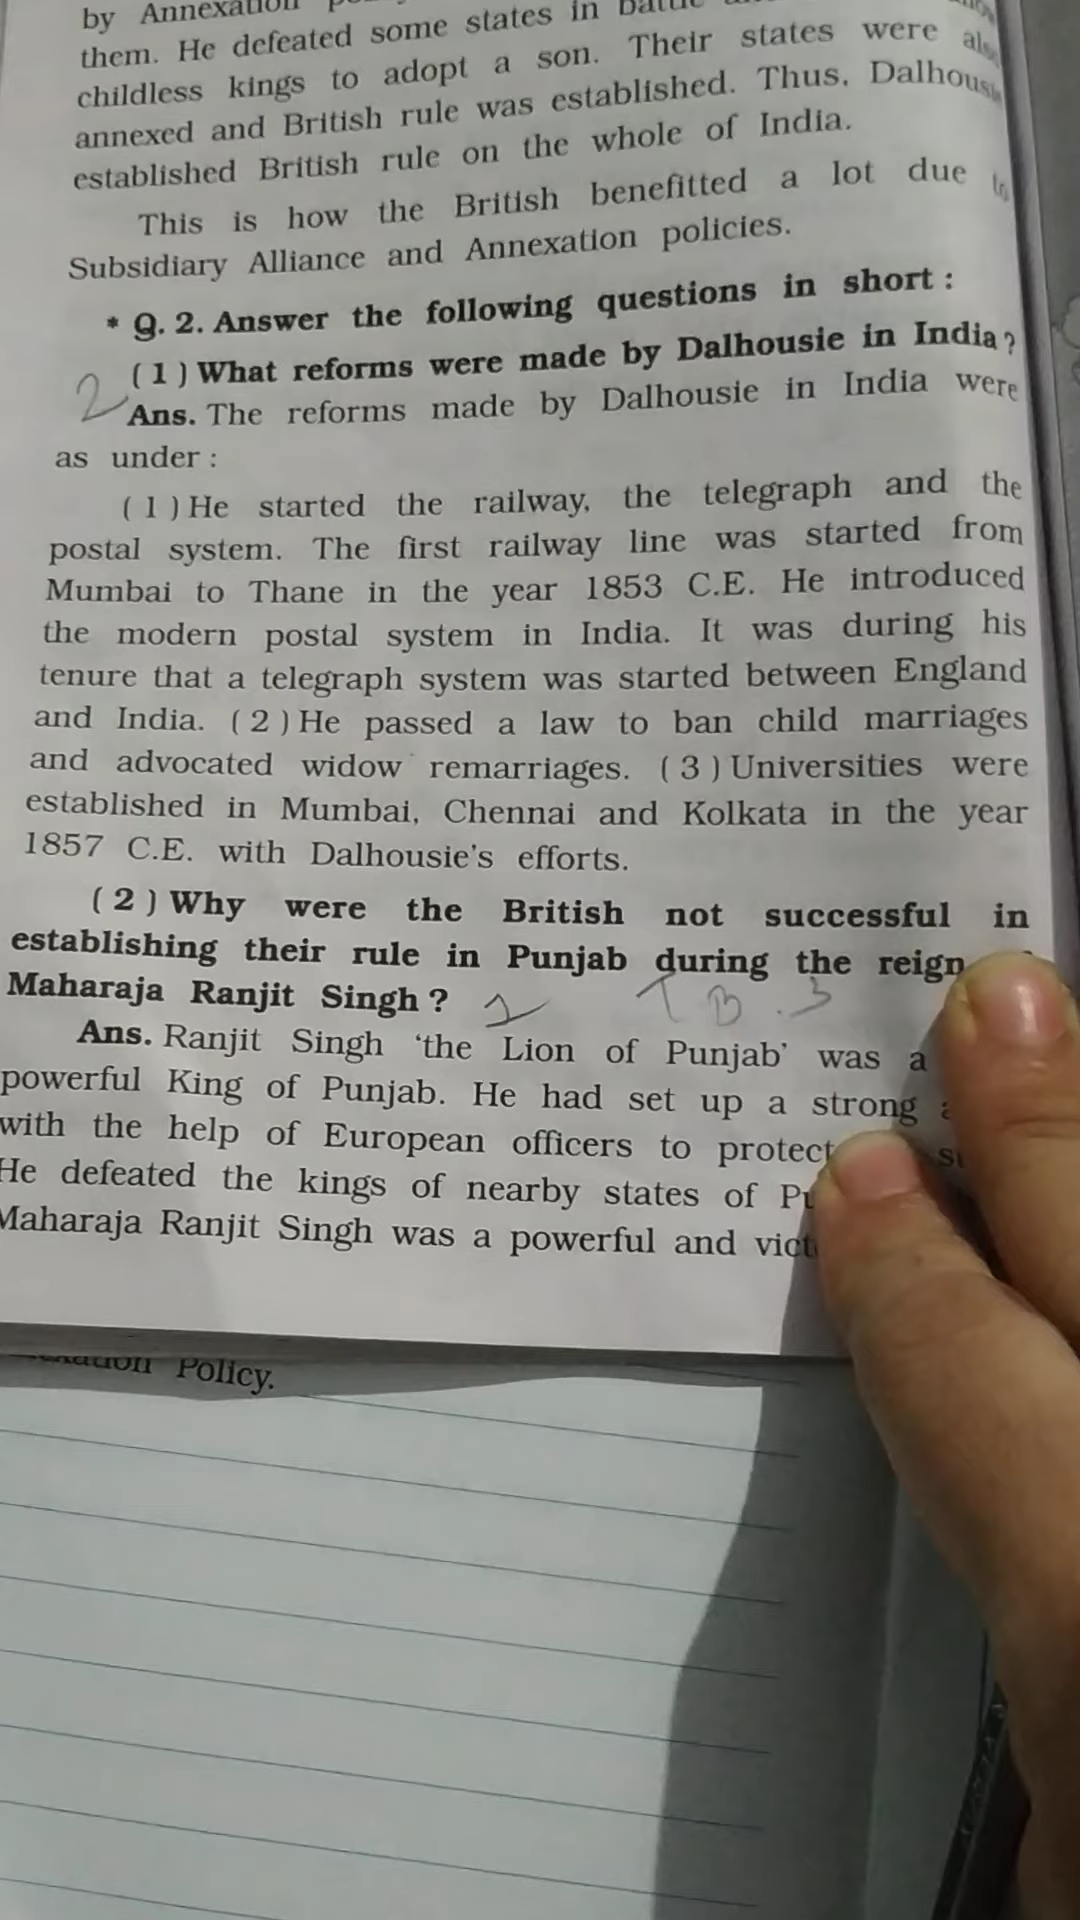 by Annexation
them. He defeated some states in
childless kings to adopt a son. Their states were also
annexed and British rule was established. Thus, Dalhousie
established British rule on the whole of India.
This is how the British benefitted a lot due to
Subsidiary Alliance and Annexation policies.
* Q. 2. Answer the following questions in short :
( 1 ) What reforms were made by Dalhousie in India ?
2
Ans. The reforms made by Dalhousie in India were
as under :
( 1 ) He started the railway, the telegraph and the
postal system. The first railway line was started from
Mumbai to Thane in the year 1853 C.E. He introduced
the modern postal system in India. It was during his
tenure that a telegraph system was started between England
and India. ( 2 ) He passed a law to ban child marriages
and advocated widow remarriages. ( 3 ) Universities were
established in Mumbai, Chennai and Kolkata in the year
1857 C.E. with Dalhousie's efforts.
( 2 ) Why were the British not successful in
establishing their rule in Punjab during the reign
Maharaja Ranjit Singh ?
T B . 3
Ans. Ranjit Singh 'the Lion of Punjab' was a
powerful King of Punjab. He had set up a strong
with the help of European officers to protect
He defeated the kings of nearby states of
Maharaja Ranjit Singh was a powerful and
Policy.